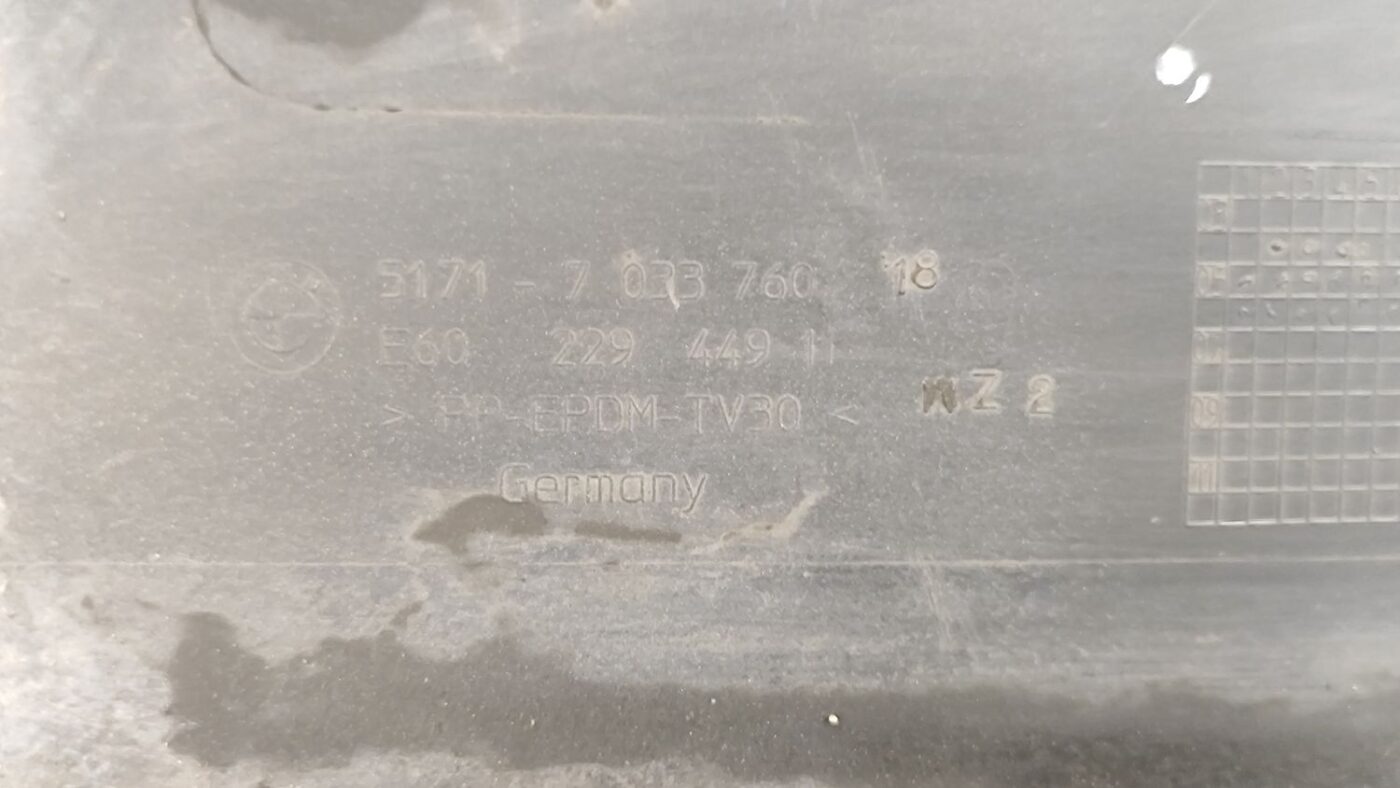 5171 - 7 033 760 18
E60 229 449 11
> PP-EPDM-TV30 <
WZ 2
Germany